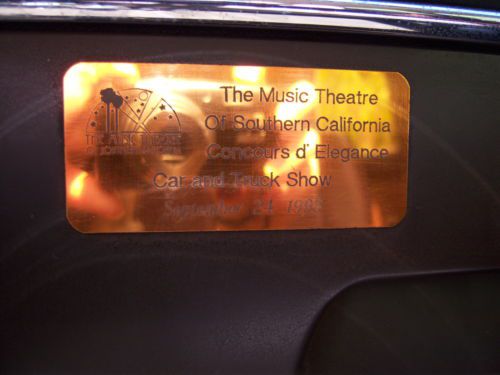 The Music Theatre
Of Southern California
Concours d' Elegance
Car and Truck Show
September 24